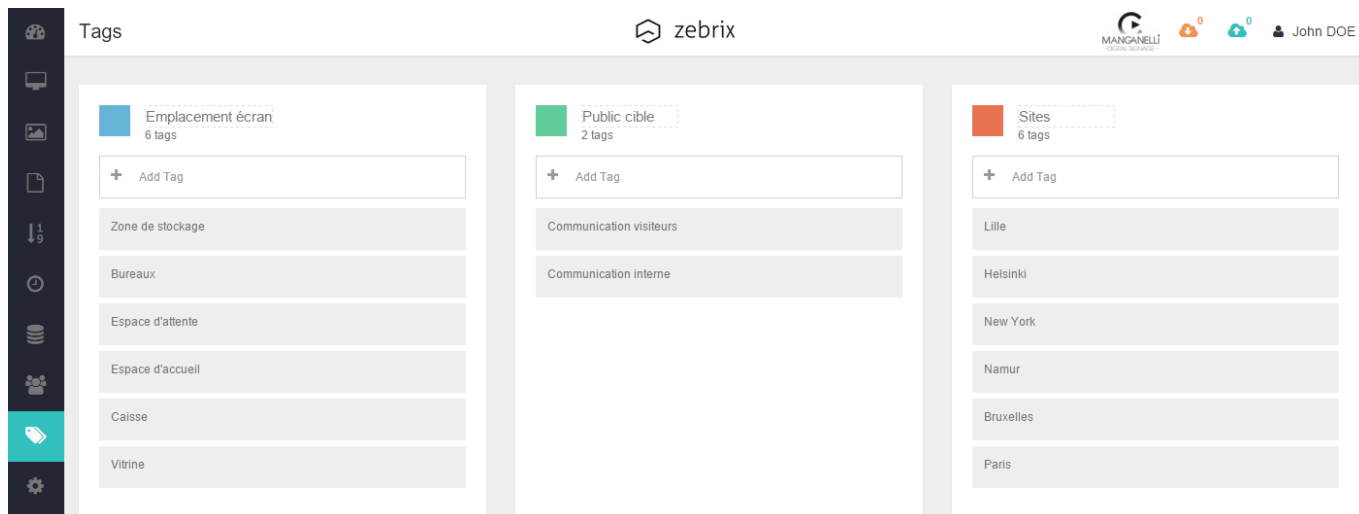 Tags
zebrix
MANGANELLi
- DIGITAL SIGNAGE -
0
0
John DOE
1
9
Emplacement écran
6 tags
Add Tag
Zone de stockage
Bureaux
Espace d'attente
Espace d'accueil
Caisse
Vitrine
Public cible
2 tags
Add Tag
Communication visiteurs
Communication interne
Sites
6 tags
Add Tag
Lille
Helsinki
New York
Namur
Bruxelles
Paris